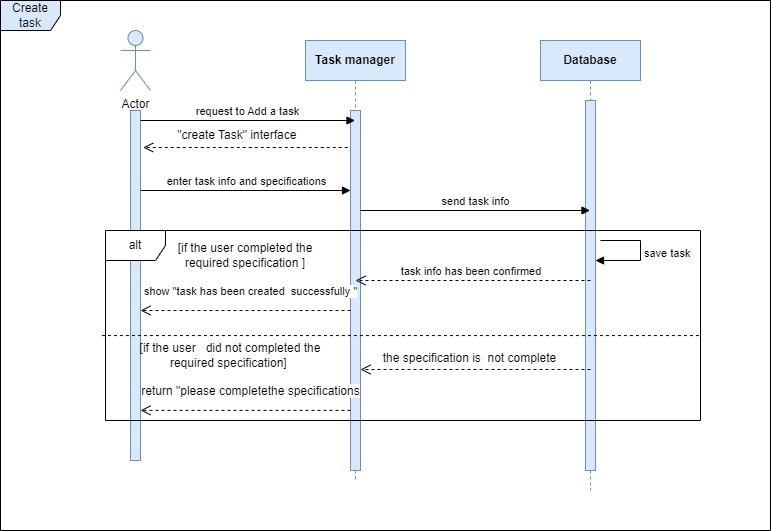 Create
task
Task manager
Database
Actor
request to Add a task
"create Task" interface
enter task info and specifications
send task info
alt
[if the user completed the
required specification ]
save task
task info has been confirmed
show "task has been created successfully "
[if the user did not completed the
required specification]
the specification is not complete
return "please completethe specifications